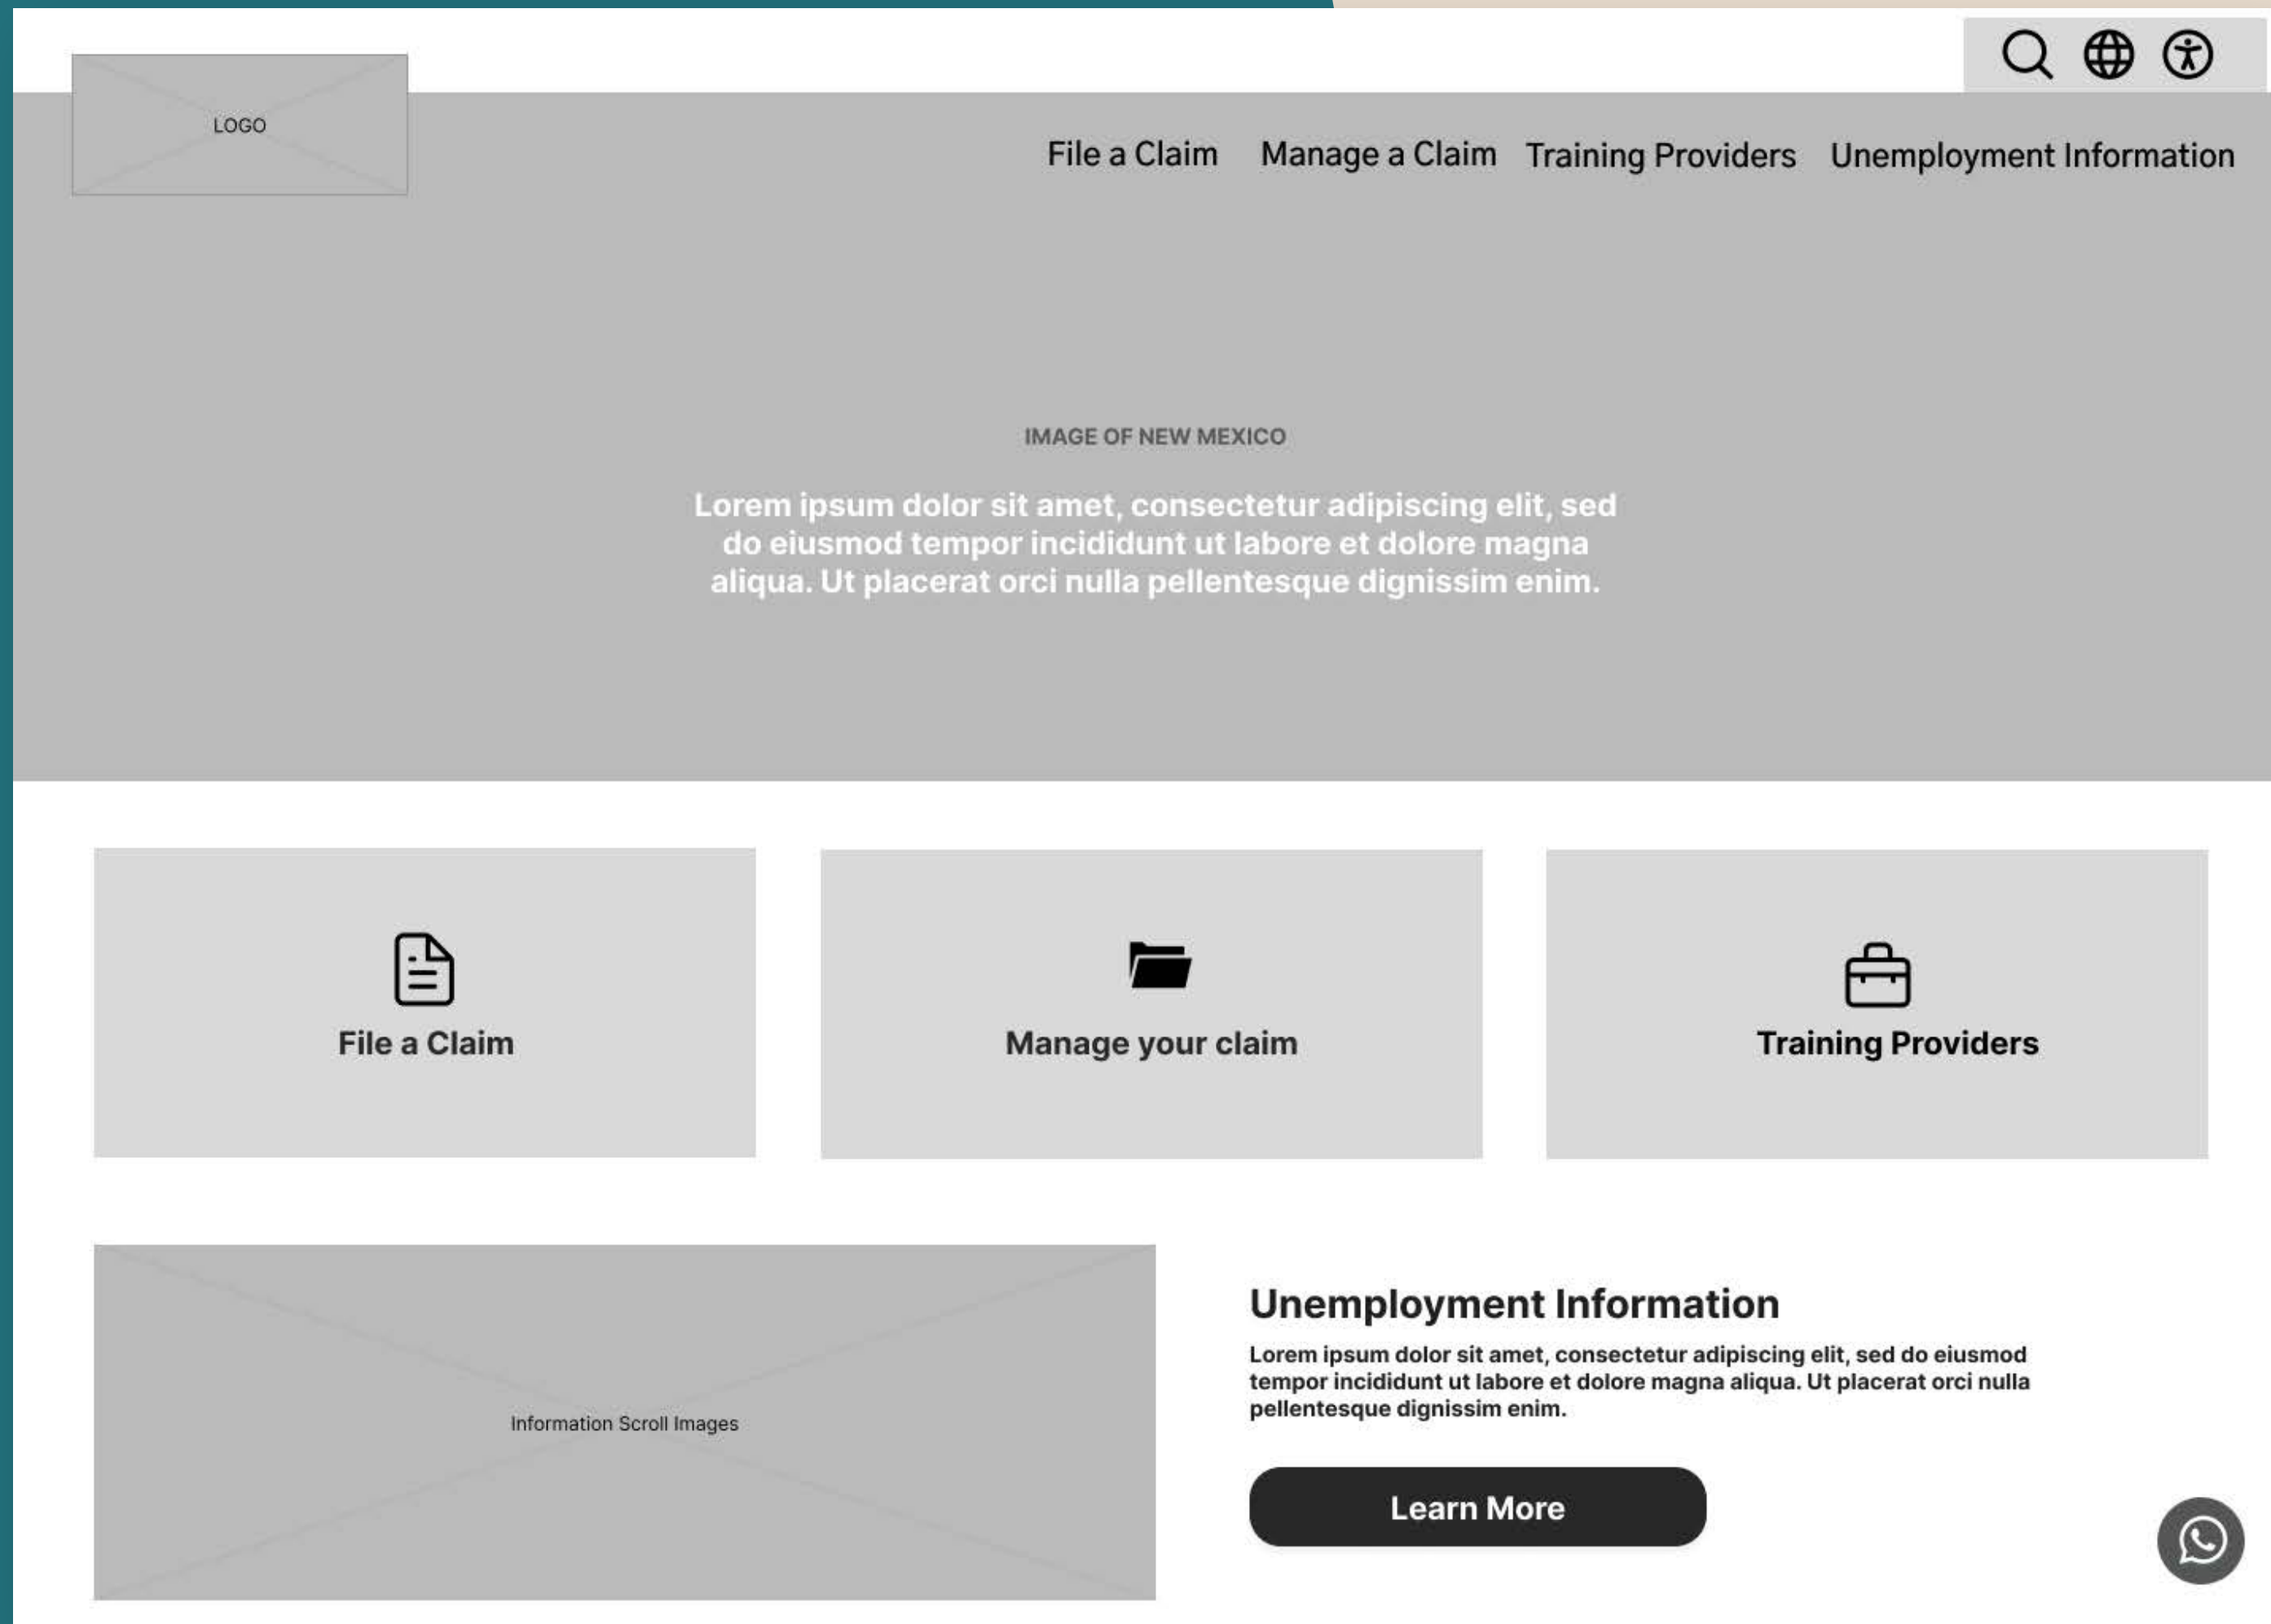 LOGO
File a Claim Manage a Claim Training Providers Unemployment Information
IMAGE OF NEW MEXICO
Lorem ipsum dolor sit amet, consectetur adipiscing elit, sed
do eiusmod tempor incididunt ut labore et dolore magna
aliqua. Ut placerat orci nulla pellentesque dignissim enim.
File a Claim
Manage your claim
Training Providers
Information Scroll Images
Unemployment Information
Lorem ipsum dolor sit amet, consectetur adipiscing elit, sed do eiusmod
tempor incididunt ut labore et dolore magna aliqua. Ut placerat orci nulla
pellentesque dignissim enim.
Learn More